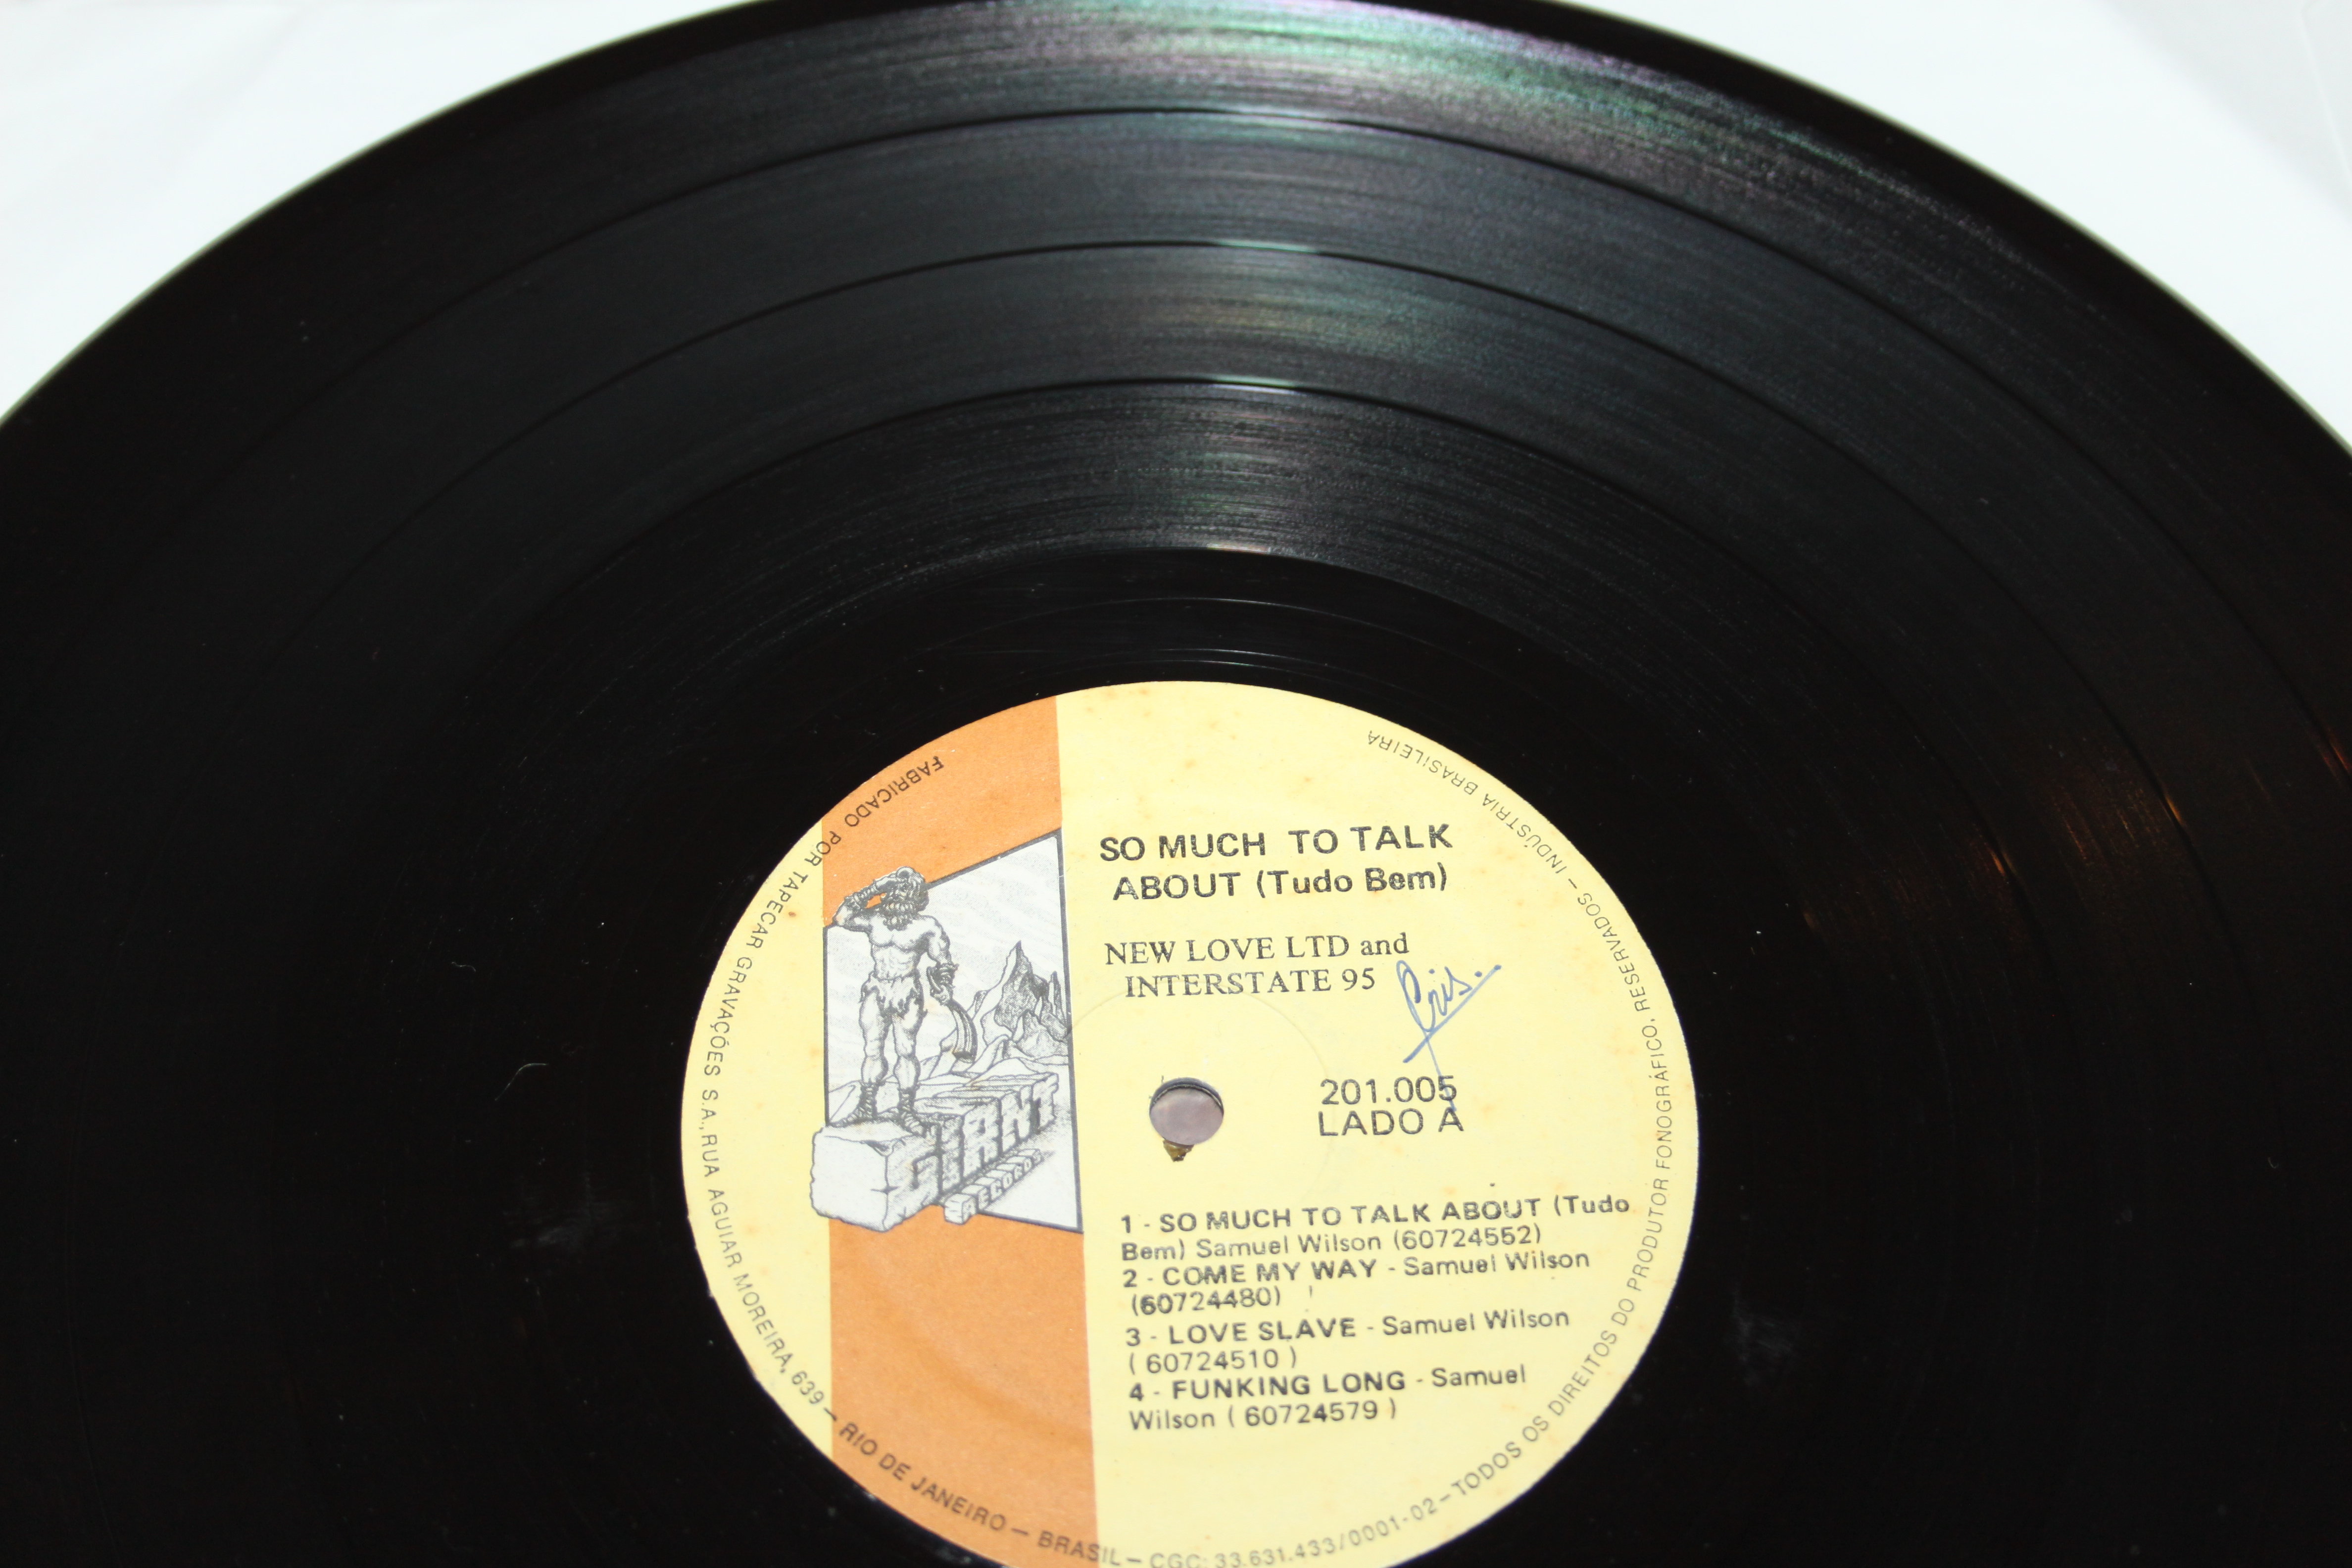 SO MUCH TO TALK
ABOUT (Tudo Bem)
NEW LOVE LTD and
INTERSTATE 95
Cris.
201.005
LADO A
1 - SO MUCH TO TALK ABOUT (Tudo
Bem) Samuel Wilson (60724552)
2 - COME MY WAY - Samuel Wilson
(60724480)
3 - LOVE SLAVE - Samuel Wilson
( 60724510 )
4 - FUNKING LONG - Samuel
Wilson ( 60724579 )
GIANT
RECORDS
FABRICADO POR TAPECAR GRAVAÇÕES S.A., RUA AGUIAR MOREIRA, 639 — RIO DE JANEIRO — BRASIL — CGC: 33.631.433/0001-02 — TODOS OS DIREITOS DO PRODUTOR FONOGRÁFICO, RESERVADOS — INDÚSTRIA BRASILEIRA